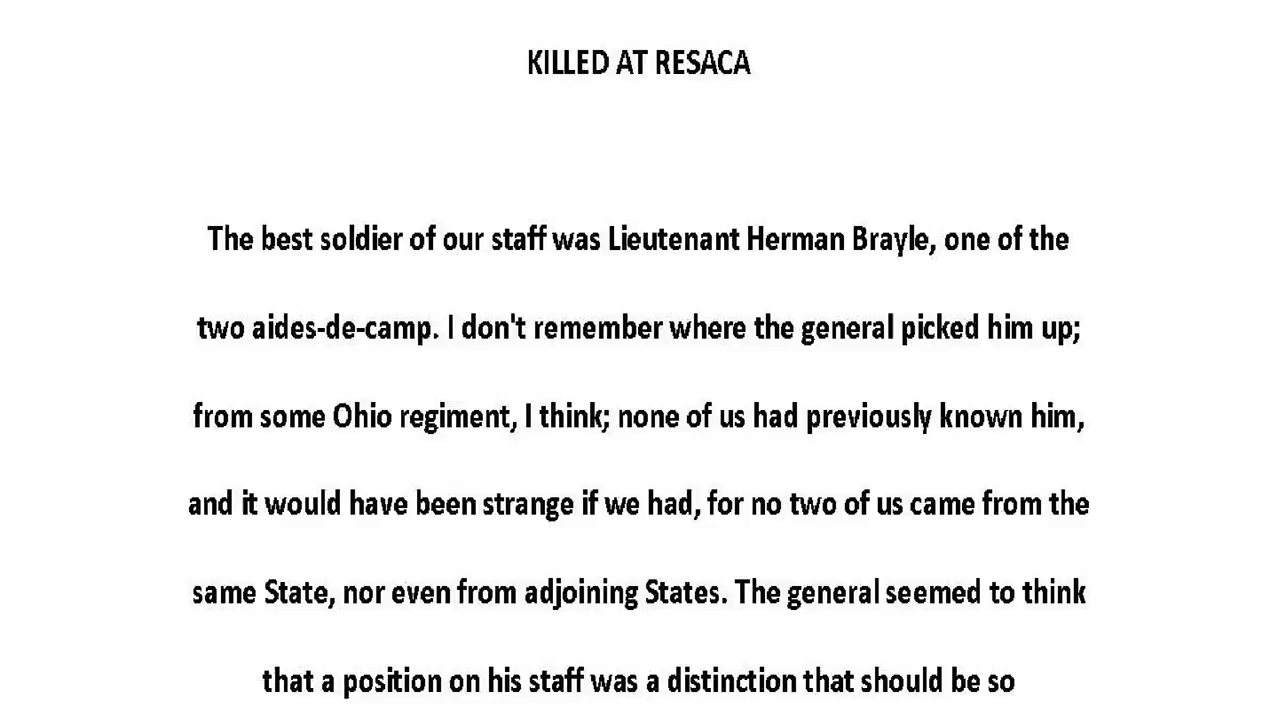 KILLED AT RESACA
The best soldier of our staff was Lieutenant Herman Brayle, one of the
two aides-de-camp. I don't remember where the general picked him up;
from some Ohio regiment, I think; none of us had previously known him,
and it would have been strange if we had, for no two of us came from the
same State, nor even from adjoining States. The general seemed to think
that a position on his staff was a distinction that should be so